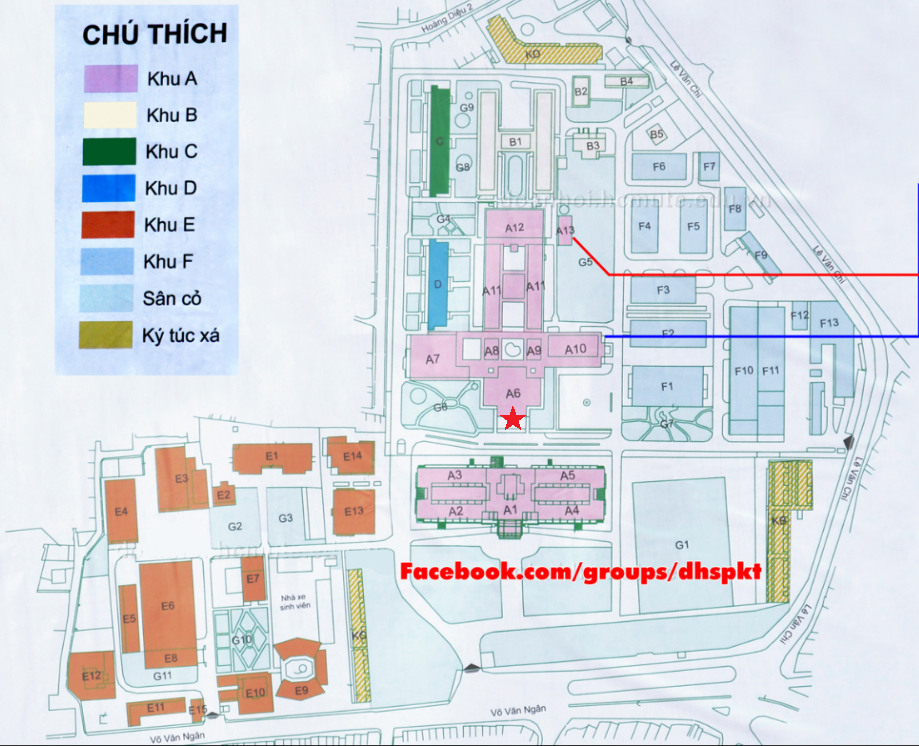 CHÚ THÍCH
Khu A
Khu B
Khu C
Khu D
Khu E
Khu F
Sân cỏ
Ký túc xá
Hoàng Diệu 2
K0
Lê Văn Chí
B4
B2
G9
C
B1
B3
B5
G8
F6
F7
G4
A12
A13
F4
F5
F8
G5
F9
Lê Văn Chí
D
A11
A11
F3
F12
F13
F2
A7
A8
A9
A10
F10
F11
A6
F1
G6
G7
E1
E14
E3
A3
A5
Lê Văn Chí
E4
E2
G2
G3
E13
A2
A1
A4
K9
G1
Facebook.com/groups/dhspkt
E7
Nhà xe
sinh viên
E5
E6
Lê Văn Chí
G10
E8
G11
E12
E9
E10
E11
E15
Võ Văn Ngân
Võ Văn Ngân